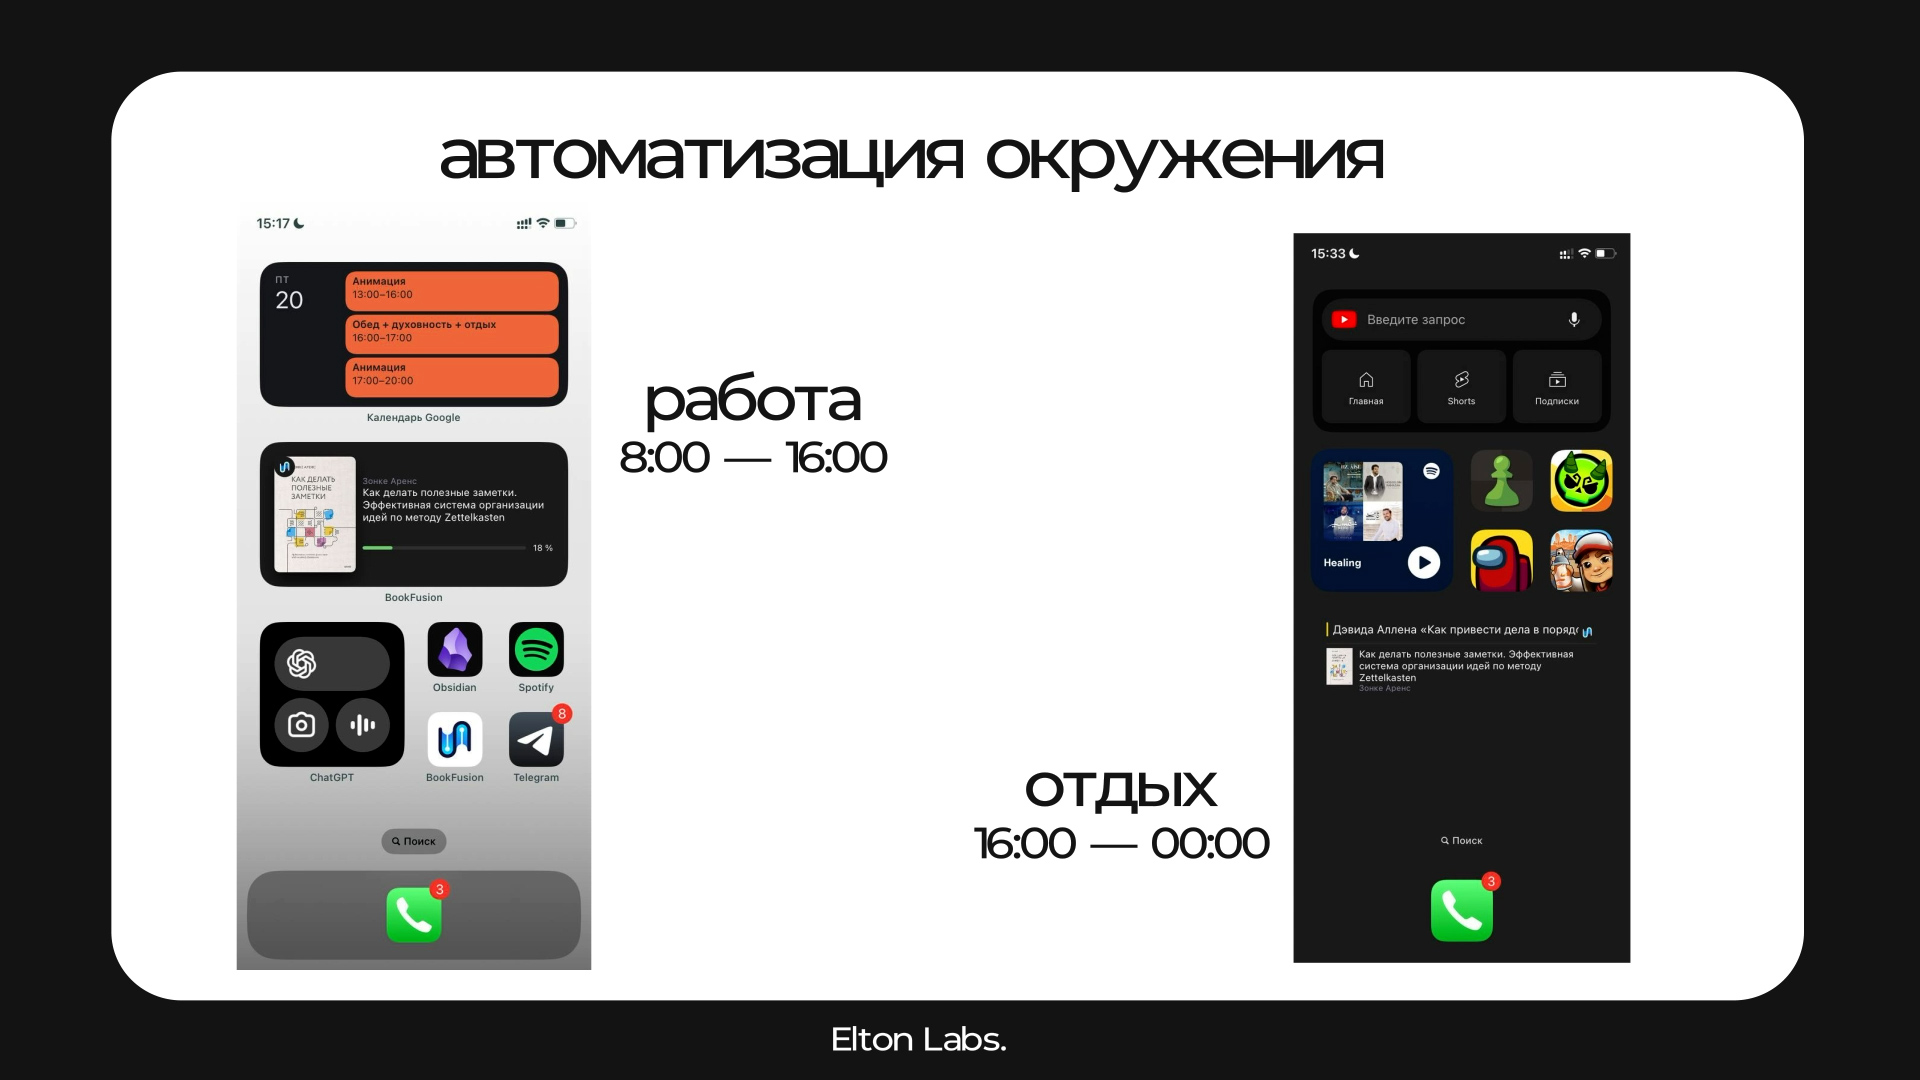 автоматизация окружения
15:17
ПТ
20
Анимация
13:00–16:00
Обед + духовность + отдых
16:00–17:00
Анимация
17:00–20:00
Календарь Google
КАК ДЕЛАТЬ
ПОЛЕЗНЫЕ
ЗАМЕТКИ
Зонке Аренс
Как делать полезные заметки.
Эффективная система организации
идей по методу Zettelkasten
18 %
BookFusion
Obsidian
Spotify
8
ChatGPT
BookFusion
Telegram
Поиск
3
работа
8:00 — 16:00
отдых
16:00 — 00:00
15:33
Введите запрос
Главная
Shorts
Подписки
Healing
Дэвида Аллена «Как привести дела в порядо
Как делать полезные заметки. Эффективная
система организации идей по методу
Zettelkasten
Зонке Аренс
Поиск
3
Elton Labs.